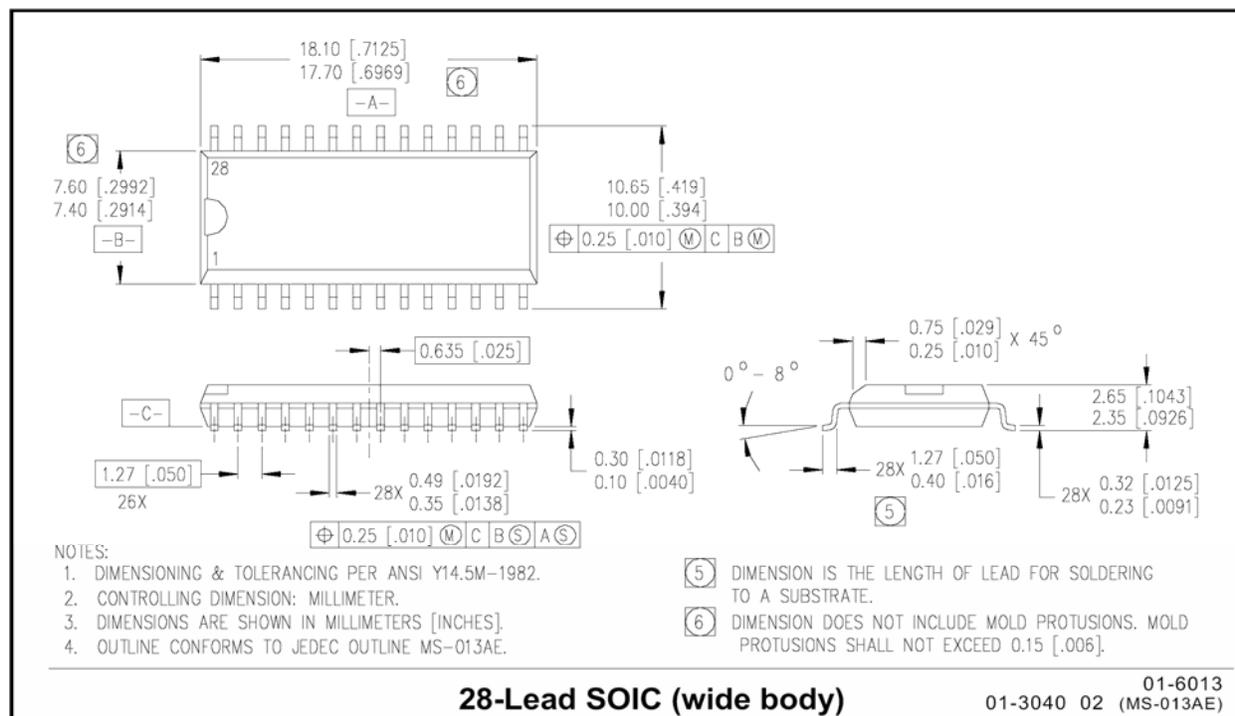 18.10 [.7125]
17.70 [.6969]
6
-A-
6
28
7.60 [.2992]
7.40 [.2914]
-B-
1
10.65 [.419]
10.00 [.394]
⌖ 0.25 [.010] Ⓜ C B Ⓜ
0.635 [.025]
-C-
1.27 [.050]
26X
28X 0.49 [.0192]
0.35 [.0138]
⌖ 0.25 [.010] Ⓜ C B Ⓢ A Ⓢ
0.30 [.0118]
0.10 [.0040]
0.75 [.029]
0.25 [.010] X 45°
0°-8°
2.65 [.1043]
2.35 [.0926]
28X 1.27 [.050]
0.40 [.016]
5
28X 0.32 [.0125]
0.23 [.0091]
NOTES:
1. DIMENSIONING & TOLERANCING PER ANSI Y14.5M-1982.
2. CONTROLLING DIMENSION: MILLIMETER.
3. DIMENSIONS ARE SHOWN IN MILLIMETERS [INCHES].
4. OUTLINE CONFORMS TO JEDEC OUTLINE MS-013AE.
5 DIMENSION IS THE LENGTH OF LEAD FOR SOLDERING
TO A SUBSTRATE.
6 DIMENSION DOES NOT INCLUDE MOLD PROTUSIONS. MOLD
PROTUSIONS SHALL NOT EXCEED 0.15 [.006].
28-Lead SOIC (wide body)
01-6013
01-3040 02 (MS-013AE)